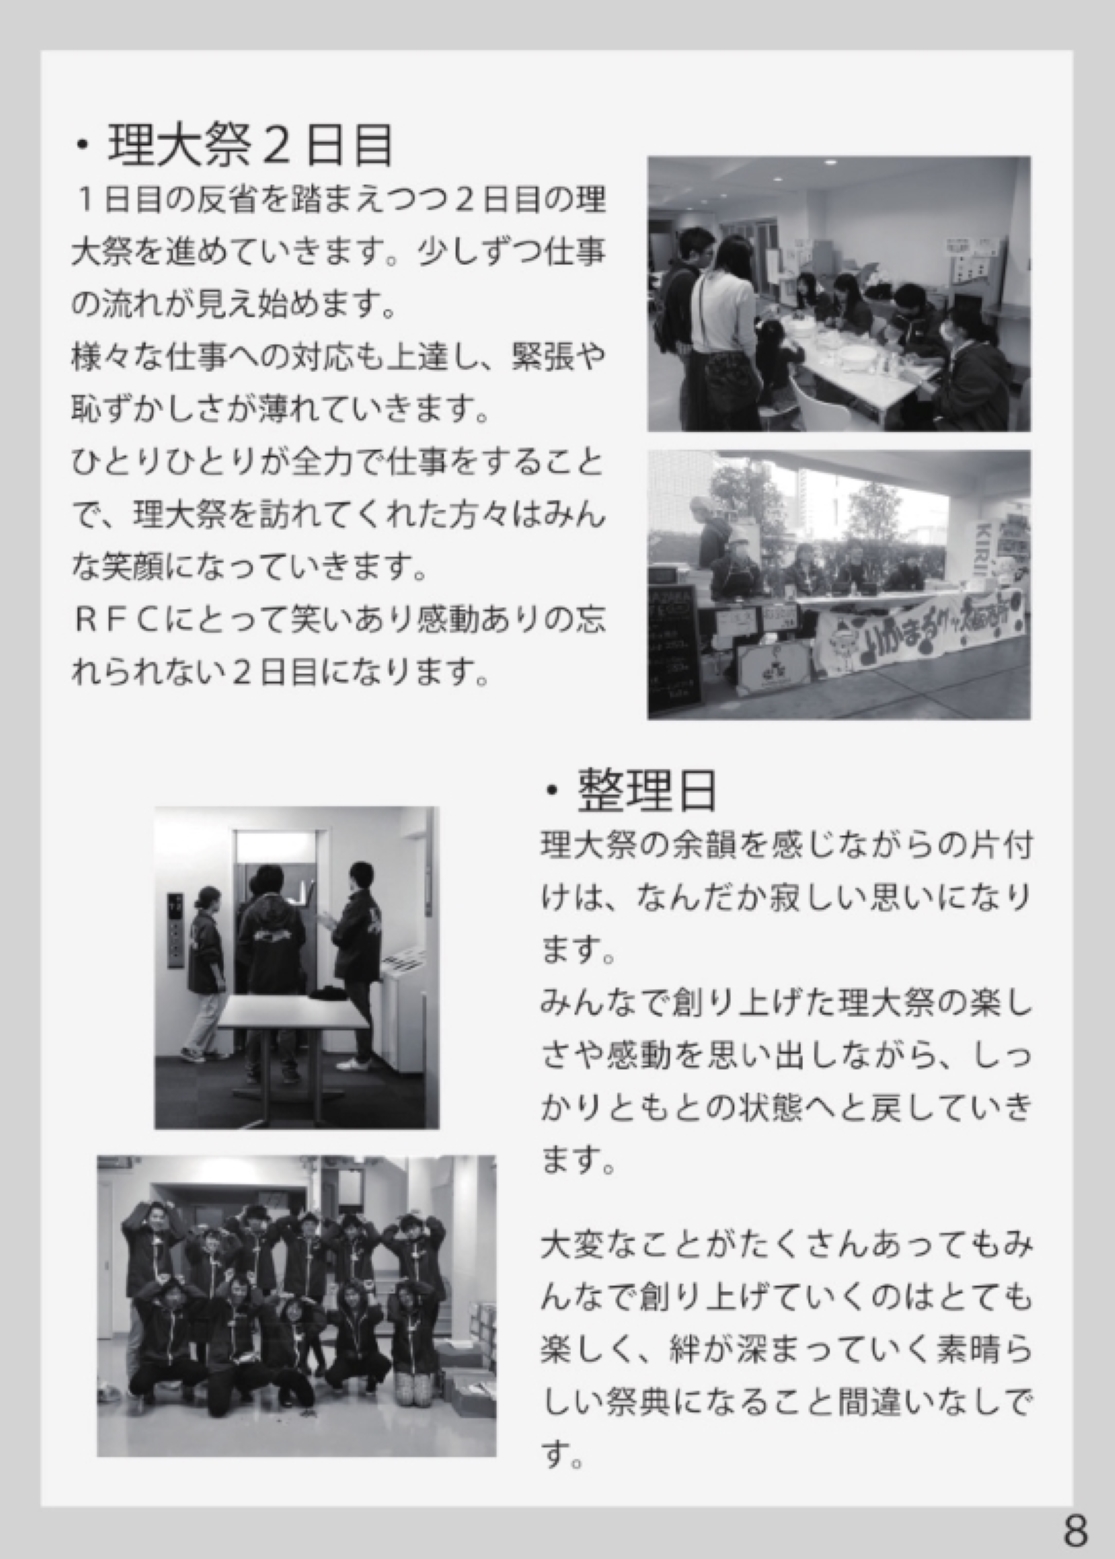 ・理大祭２日目
１日目の反省を踏まえつつ２日目の理
大祭を進めていきます。少しずつ仕事
の流れが見え始めます。
様々な仕事への対応も上達し、緊張や
恥ずかしさが薄れていきます。
ひとりひとりが全力で仕事をすること
で、理大祭を訪れてくれた方々はみん
な笑顔になっていきます。
ＲＦＣにとって笑いあり感動ありの忘
れられない２日目になります。
KIRIN
りかまるグッズ販売所
・整理日
理大祭の余韻を感じながらの片付
けは、なんだか寂しい思いになり
ます。
みんなで創り上げた理大祭の楽し
さや感動を思い出しながら、しっ
かりともとの状態へと戻していき
ます。
大変なことがたくさんあってもみ
んなで創り上げていくのはとても
楽しく、絆が深まっていく素晴ら
しい祭典になること間違いなしで
す。
8